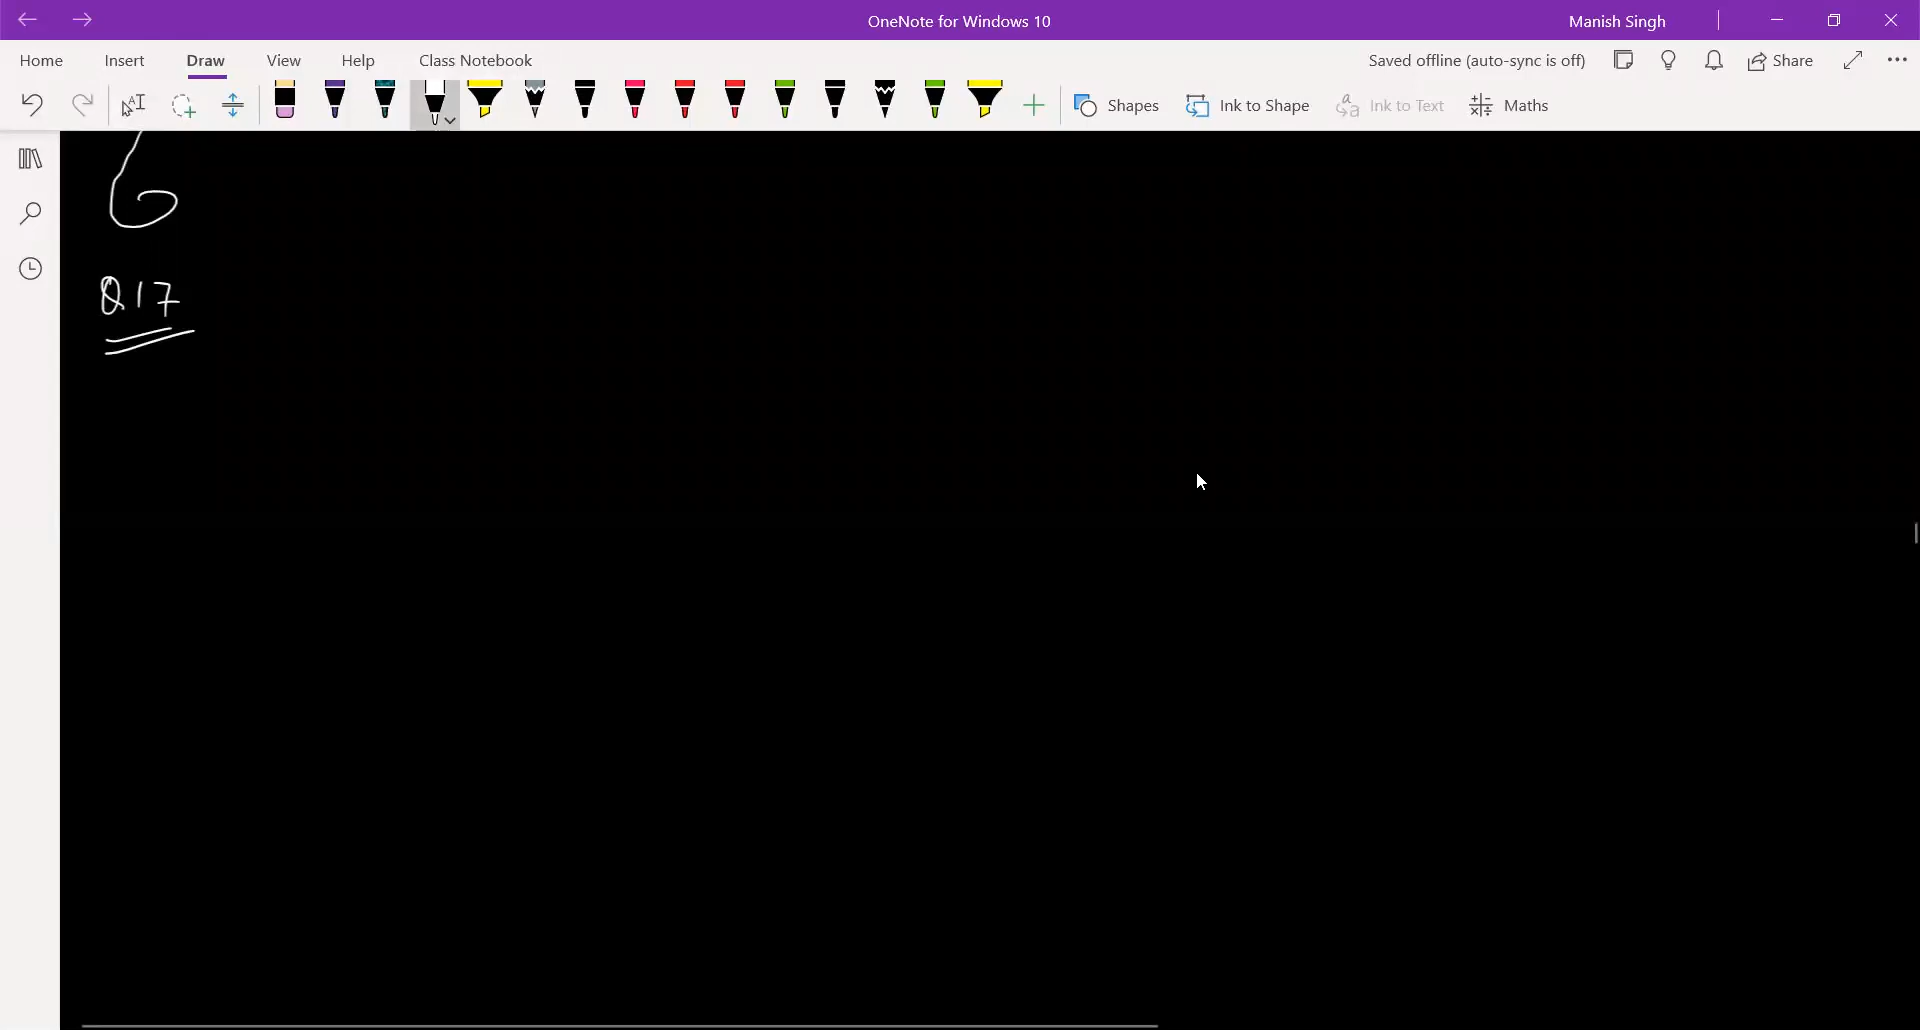 OneNote for Windows 10 Manish Singh
Home Insert Draw View Help Class Notebook Saved offline (auto-sync is off) Share
Shapes Ink to Shape Ink to Text Maths
6
Q17